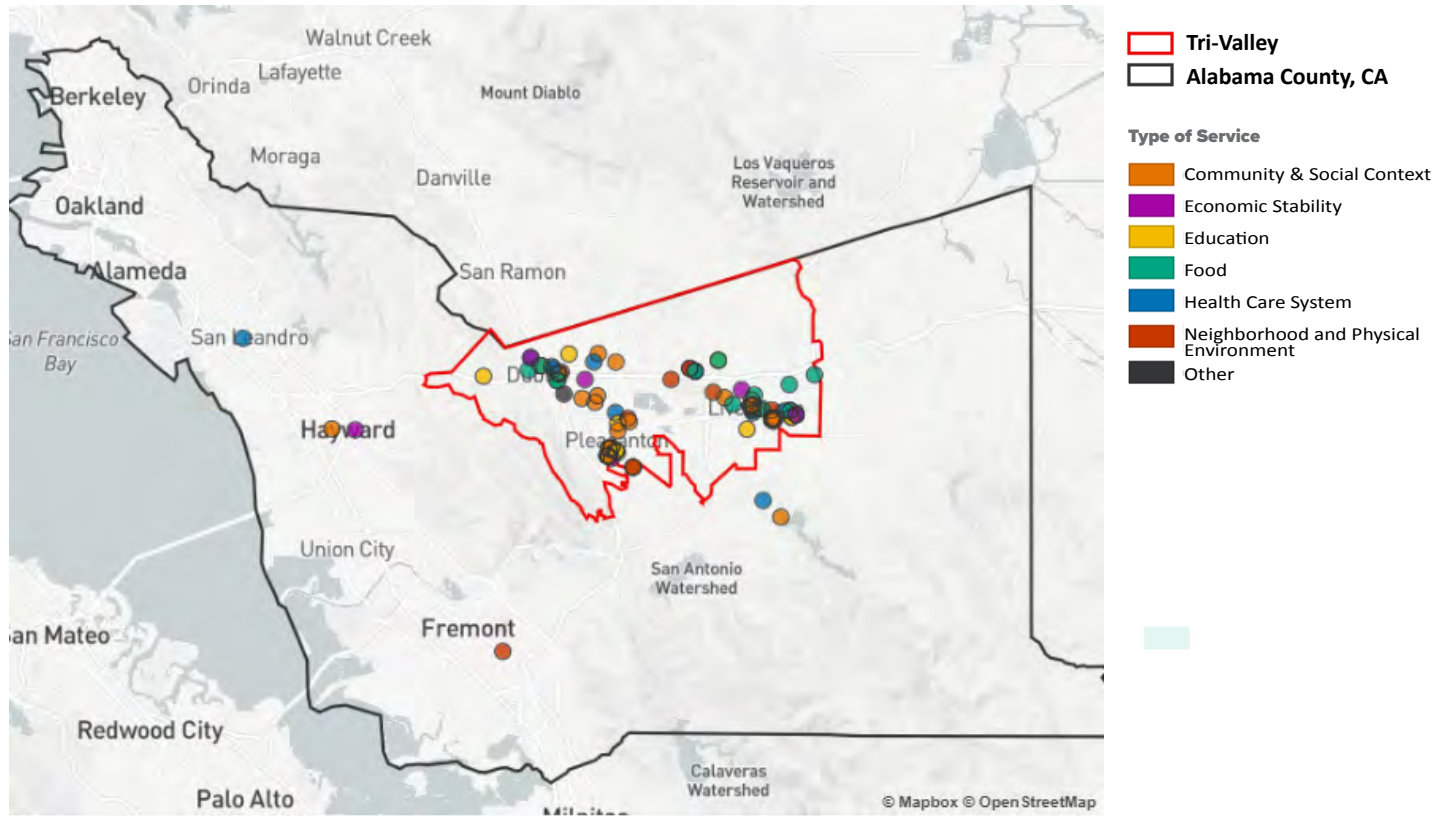 Walnut Creek
Orinda
Lafayette
Berkeley
Mount Diablo
Moraga
Danville
Los Vaqueros
Reservoir and
Watershed
Oakland
Alameda
San Ramon
San Leandro
San Francisco
Bay
Hayward
Pleasanton
Union City
San Antonio
Watershed
Fremont
San Mateo
Redwood City
Calaveras
Watershed
Palo Alto
© Mapbox © OpenStreetMap
Tri-Valley
Alabama County, CA
Type of Service
Community & Social Context
Economic Stability
Education
Food
Health Care System
Neighborhood and Physical
Environment
Other